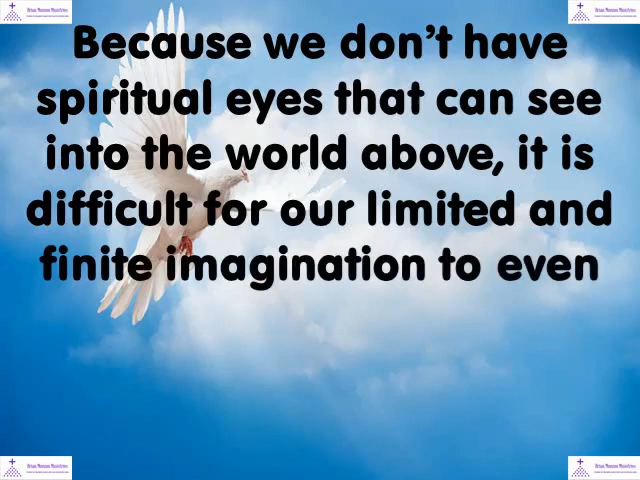 Because we don’t have
spiritual eyes that can see
into the world above, it is
difficult for our limited and
finite imagination to even